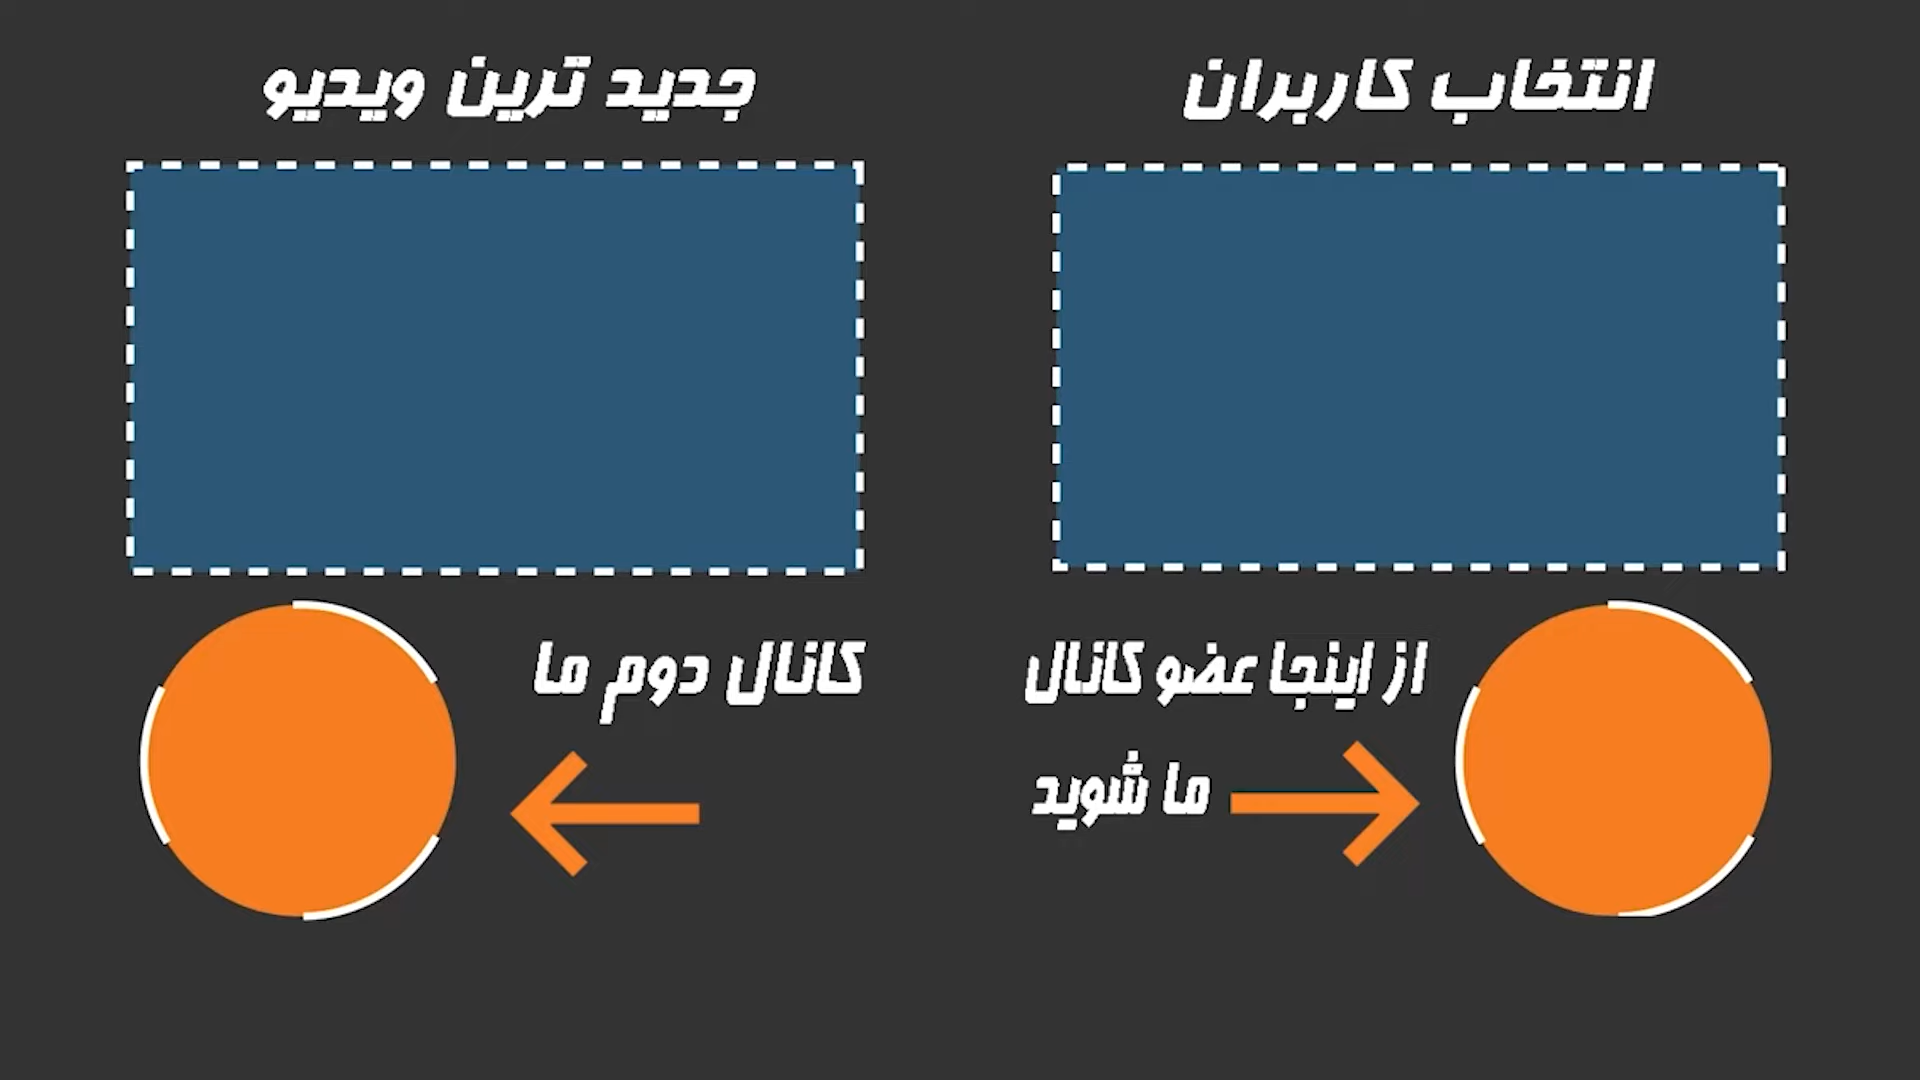 انتخاب کاربران
جدید ترین ویدیو
از اینجا عضو کانال
ما شوید
کانال دوم ما